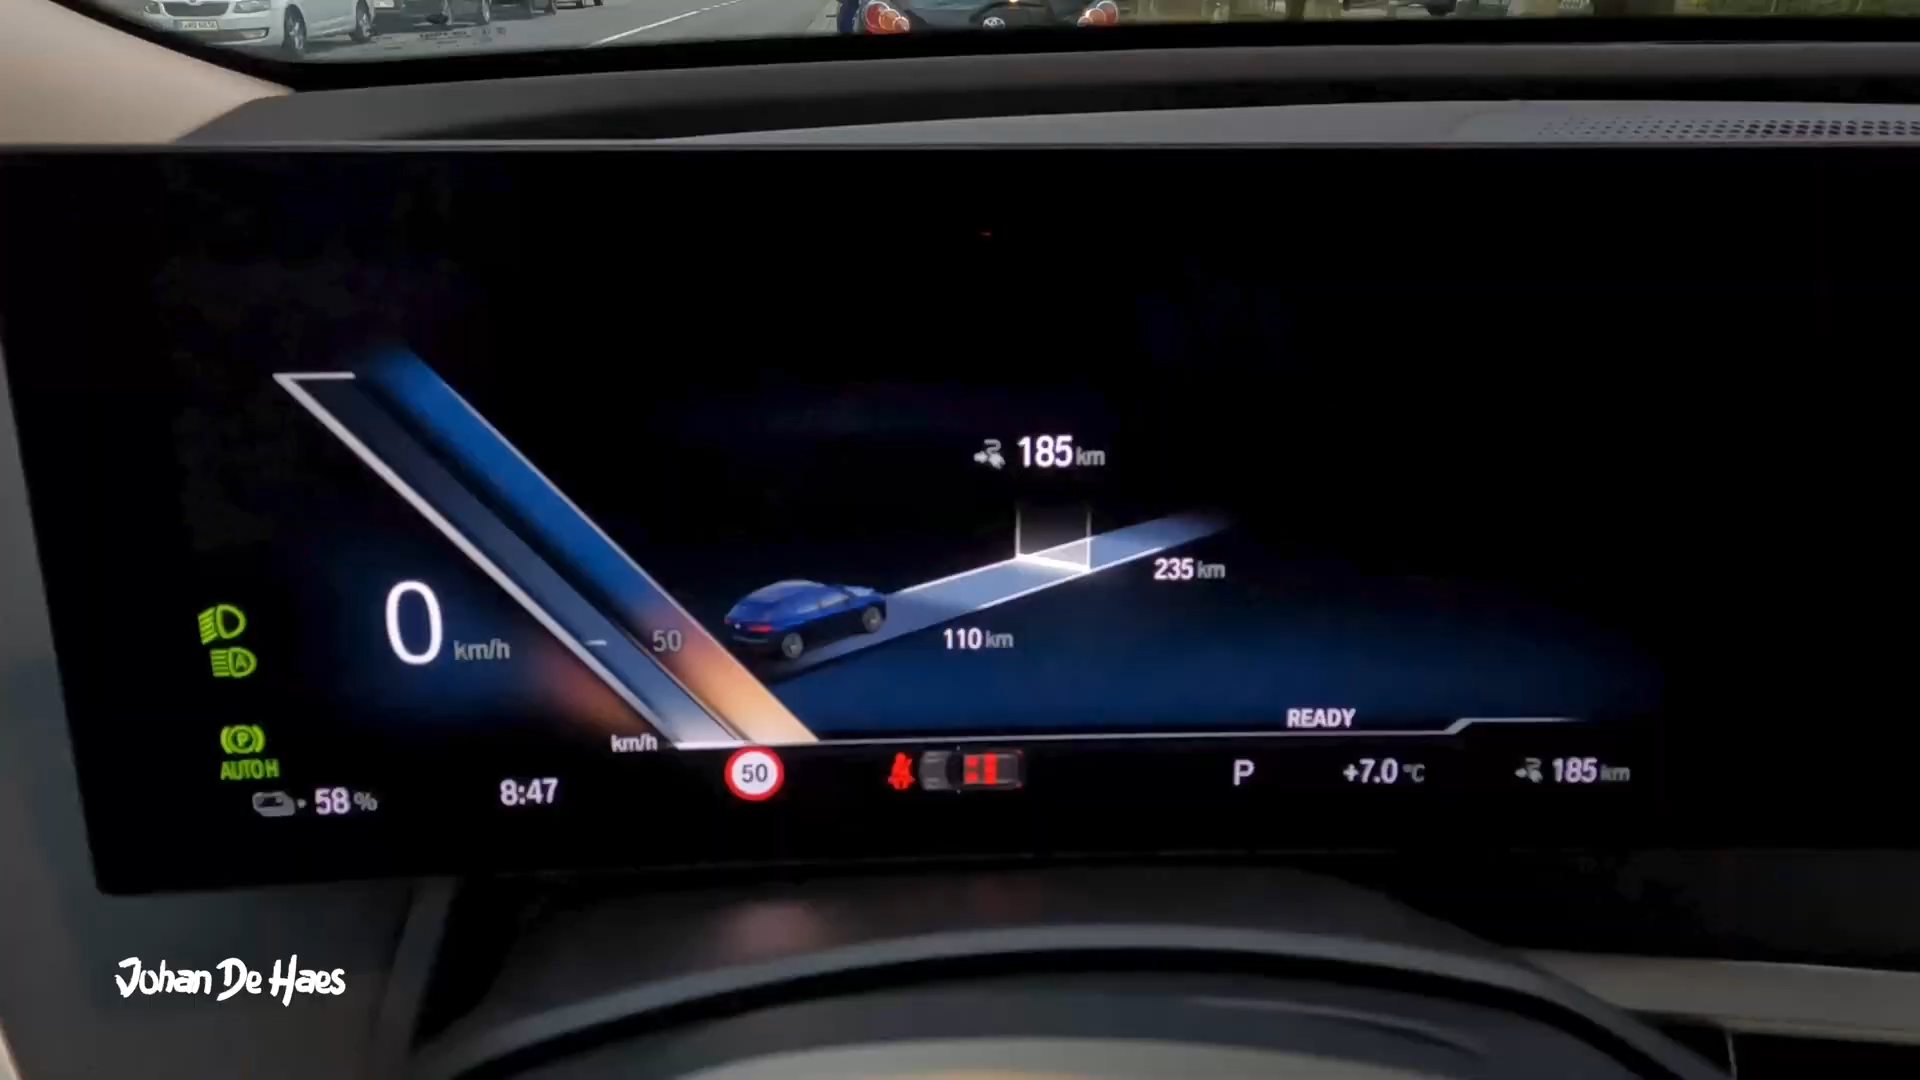 185 km
235 km
110 km
0 km/h
50
km/h
READY
P
AUTO H
A
58 %
8:47
50
P
+7.0 °C
185 km
Johan De Haes